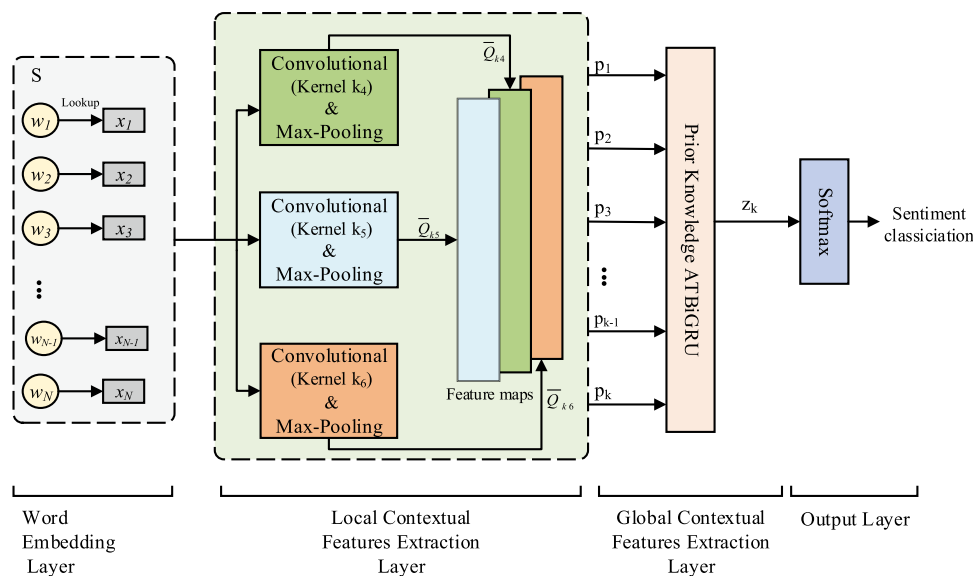 S
Lookup
w1
x1
w2
x2
w3
x3
...
wN-1
xN-1
wN
xN
Convolutional
(Kernel k4)
&
Max-Pooling
Convolutional
(Kernel k5)
&
Max-Pooling
Convolutional
(Kernel k6)
&
Max-Pooling
Q̅k4
Q̅k5
Q̅k6
Feature maps
p1
p2
p3
...
pk-1
pk
Prior Knowledge ATBiGRU
zk
Softmax
Sentiment
classiciation
Word
Embedding
Layer
Local Contextual
Features Extraction
Layer
Global Contextual
Features Extraction
Layer
Output Layer